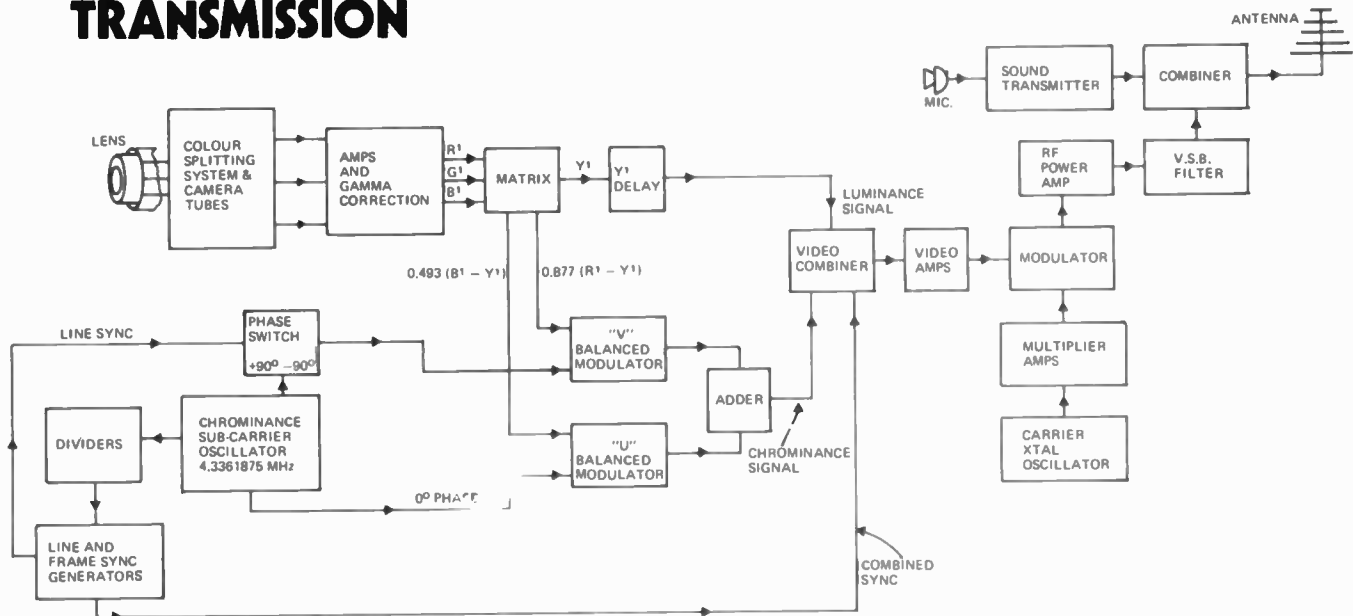 TRANSMISSION
ANTENNA
MIC.
SOUND
TRANSMITTER
COMBINER
LENS
COLOUR
SPLITTING
SYSTEM &
CAMERA
TUBES
AMPS
AND
GAMMA
CORRECTION
R¹
G¹
B¹
MATRIX
Y¹
Y¹
DELAY
RF
POWER
AMP
V.S.B.
FILTER
LUMINANCE
SIGNAL
VIDEO
COMBINER
VIDEO
AMPS
MODULATOR
0.493 (B¹ – Y¹)
0.877 (R¹ – Y¹)
LINE SYNC
PHASE
SWITCH
+90° –90°
"V"
BALANCED
MODULATOR
MULTIPLIER
AMPS
DIVIDERS
CHROMINANCE
SUB-CARRIER
OSCILLATOR
4.3361875 MHz
ADDER
"U"
BALANCED
MODULATOR
CHROMINANCE
SIGNAL
CARRIER
XTAL
OSCILLATOR
0° PHASE
LINE AND
FRAME SYNC
GENERATORS
COMBINED
SYNC